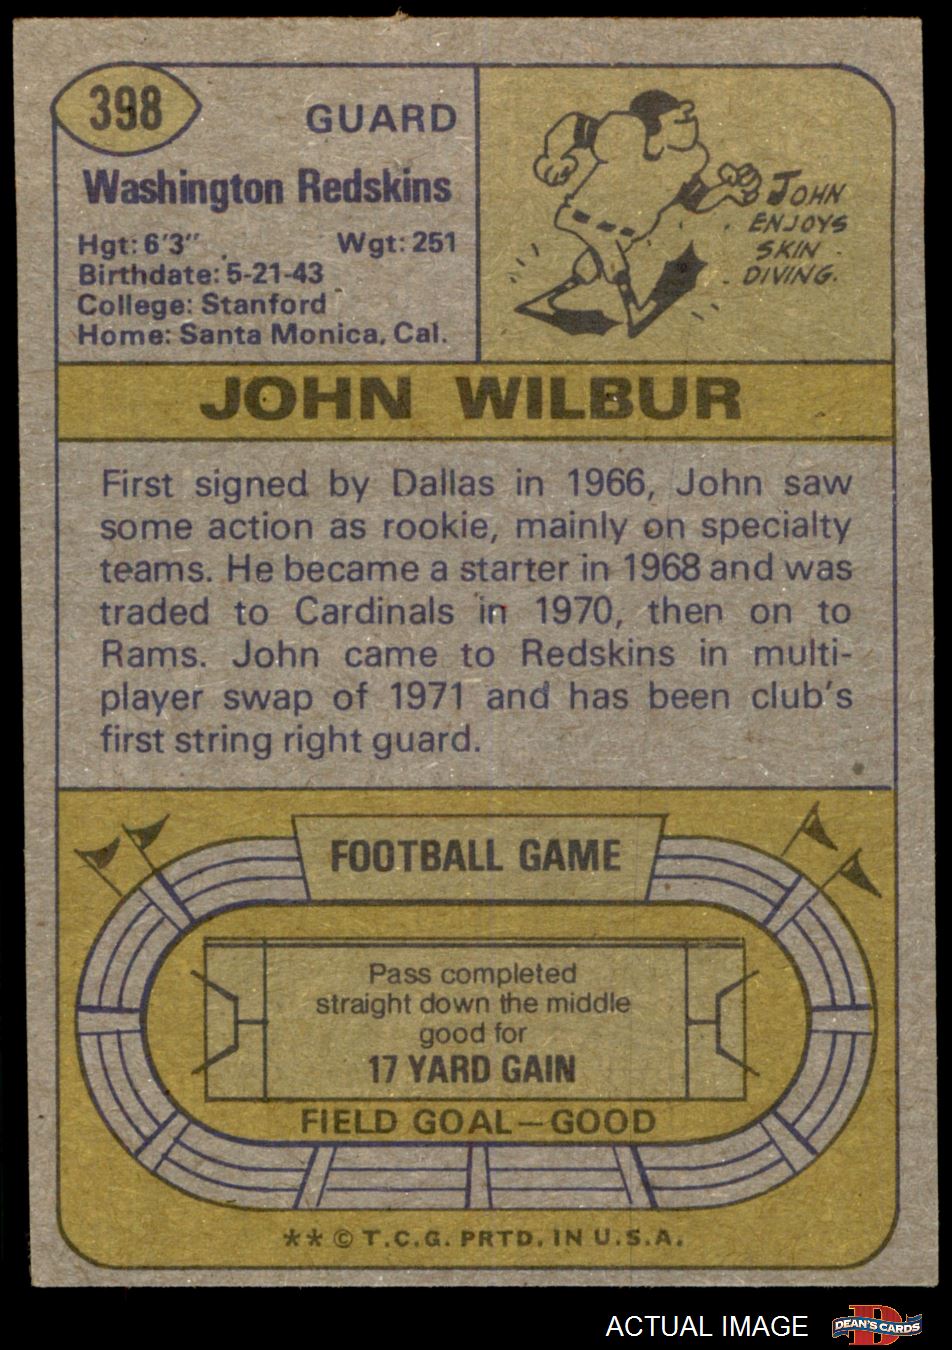 398
GUARD
Washington Redskins
Hgt: 6'3" Wgt: 251
Birthdate: 5-21-43
College: Stanford
Home: Santa Monica, Cal.
JOHN
ENJOYS
SKIN
DIVING.
JOHN WILBUR
First signed by Dallas in 1966, John saw
some action as rookie, mainly on specialty
teams. He became a starter in 1968 and was
traded to Cardinals in 1970, then on to
Rams. John came to Redskins in multi-
player swap of 1971 and has been club's
first string right guard.
FOOTBALL GAME
Pass completed
straight down the middle
good for
17 YARD GAIN
FIELD GOAL—GOOD
** © T.C.G. PRTD. IN U.S.A.
ACTUAL IMAGE
D
DEAN'S CARDS